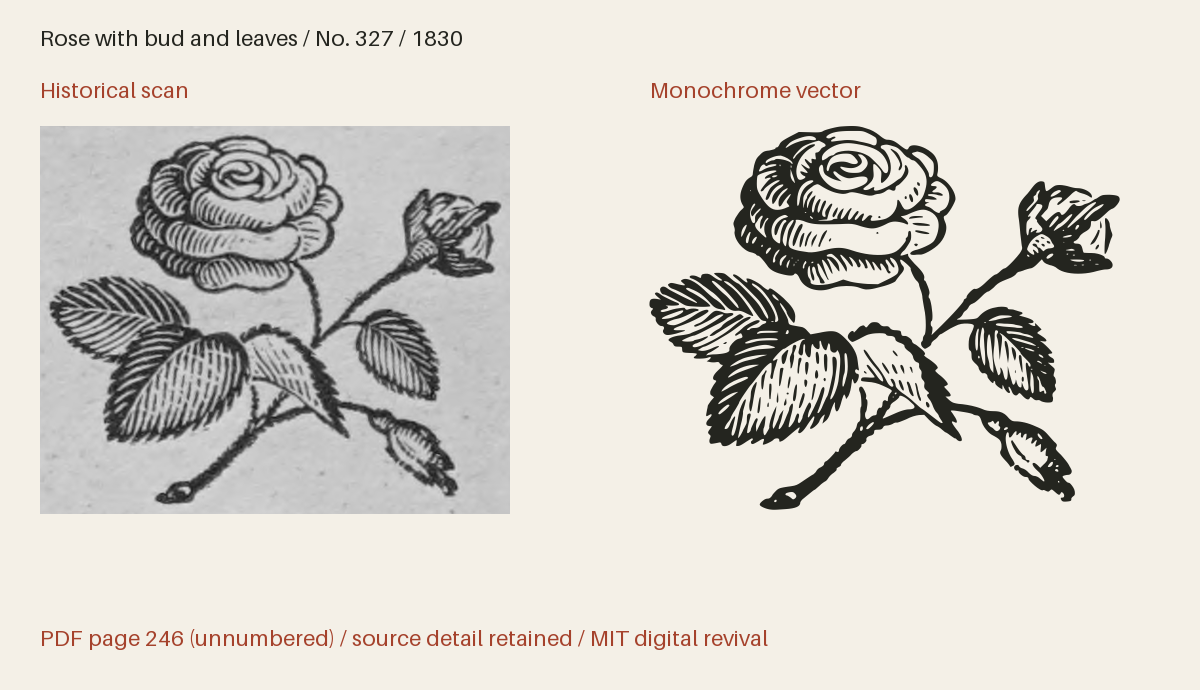 Rose with bud and leaves / No. 327 / 1830
Historical scan
Monochrome vector
PDF page 246 (unnumbered) / source detail retained / MIT digital revival